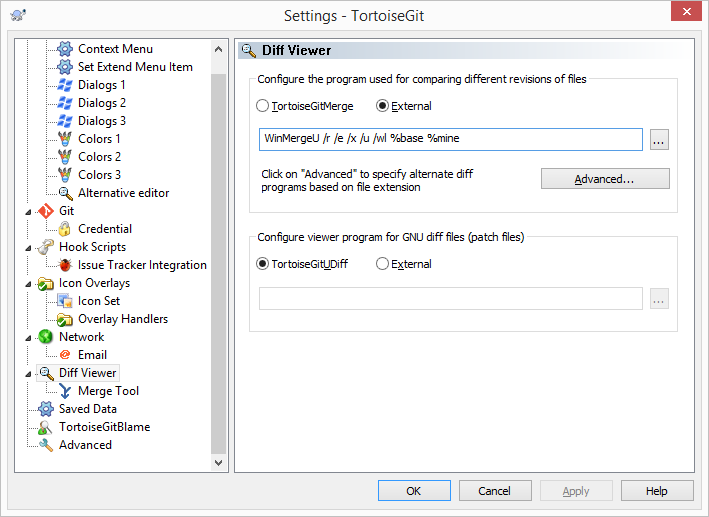 Settings - TortoiseGit
Context Menu
Set Extend Menu Item
Dialogs 1
Dialogs 2
Dialogs 3
Colors 1
Colors 2
Colors 3
Alternative editor
Git
Credential
Hook Scripts
Issue Tracker Integration
Icon Overlays
Icon Set
Overlay Handlers
Network
Email
Diff Viewer
Merge Tool
Saved Data
TortoiseGitBlame
Advanced
Diff Viewer
Configure the program used for comparing different revisions of files
TortoiseGitMerge External
WinMergeU /r /e /x /u /wl %base %mine ...
Click on "Advanced" to specify alternate diff
programs based on file extension
Advanced...
Configure viewer program for GNU diff files (patch files)
TortoiseGitUDiff External
...
OK Cancel Apply Help